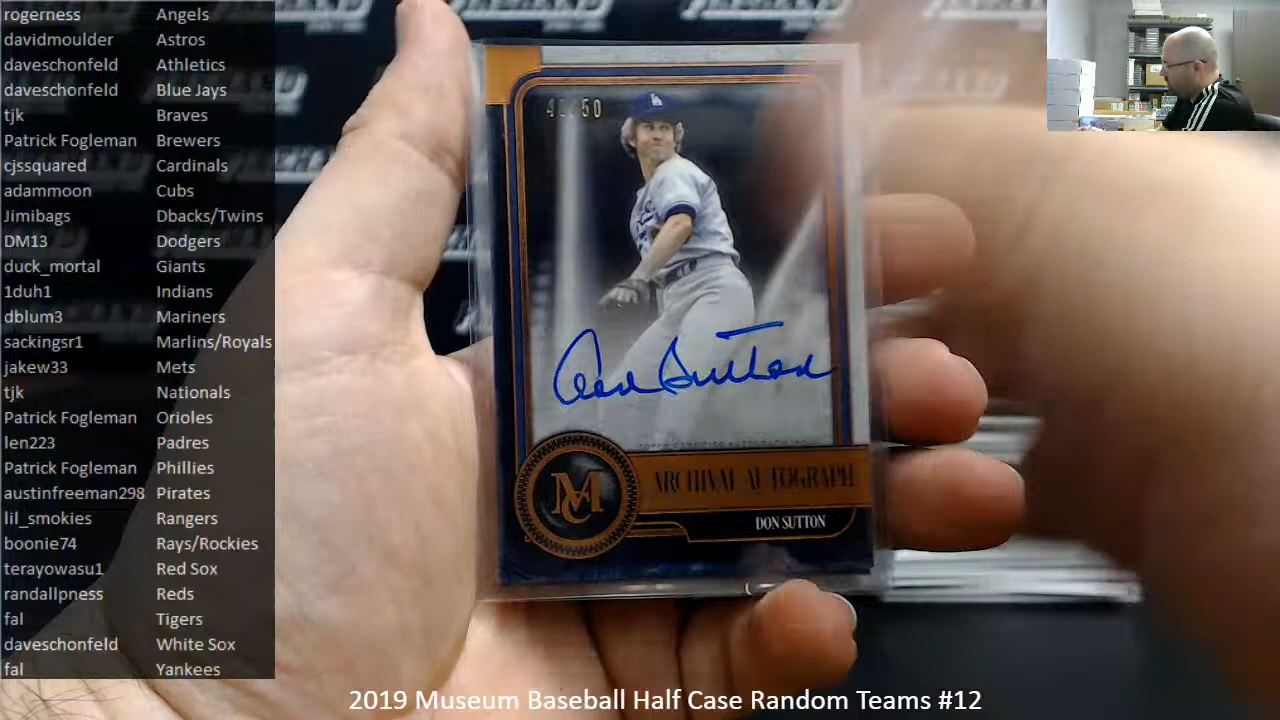 rogerness Angels
davidmoulder Astros
daveschonfeld Athletics
daveschonfeld Blue Jays
tjk Braves
Patrick Fogleman Brewers
cjssquared Cardinals
adammoon Cubs
Jimibags Dbacks/Twins
DM13 Dodgers
duck_mortal Giants
1duh1 Indians
dblum3 Mariners
sackingsr1 Marlins/Royals
jakew33 Mets
tjk Nationals
Patrick Fogleman Orioles
len223 Padres
Patrick Fogleman Phillies
austinfreeman298 Pirates
lil_smokies Rangers
boonie74 Rays/Rockies
terayowasu1 Red Sox
randallpness Reds
fal Tigers
daveschonfeld White Sox
fal Yankees
Don Sutton
MC
ARCHIVAL AUTOGRAPH
DON SUTTON
2019 Museum Baseball Half Case Random Teams #12